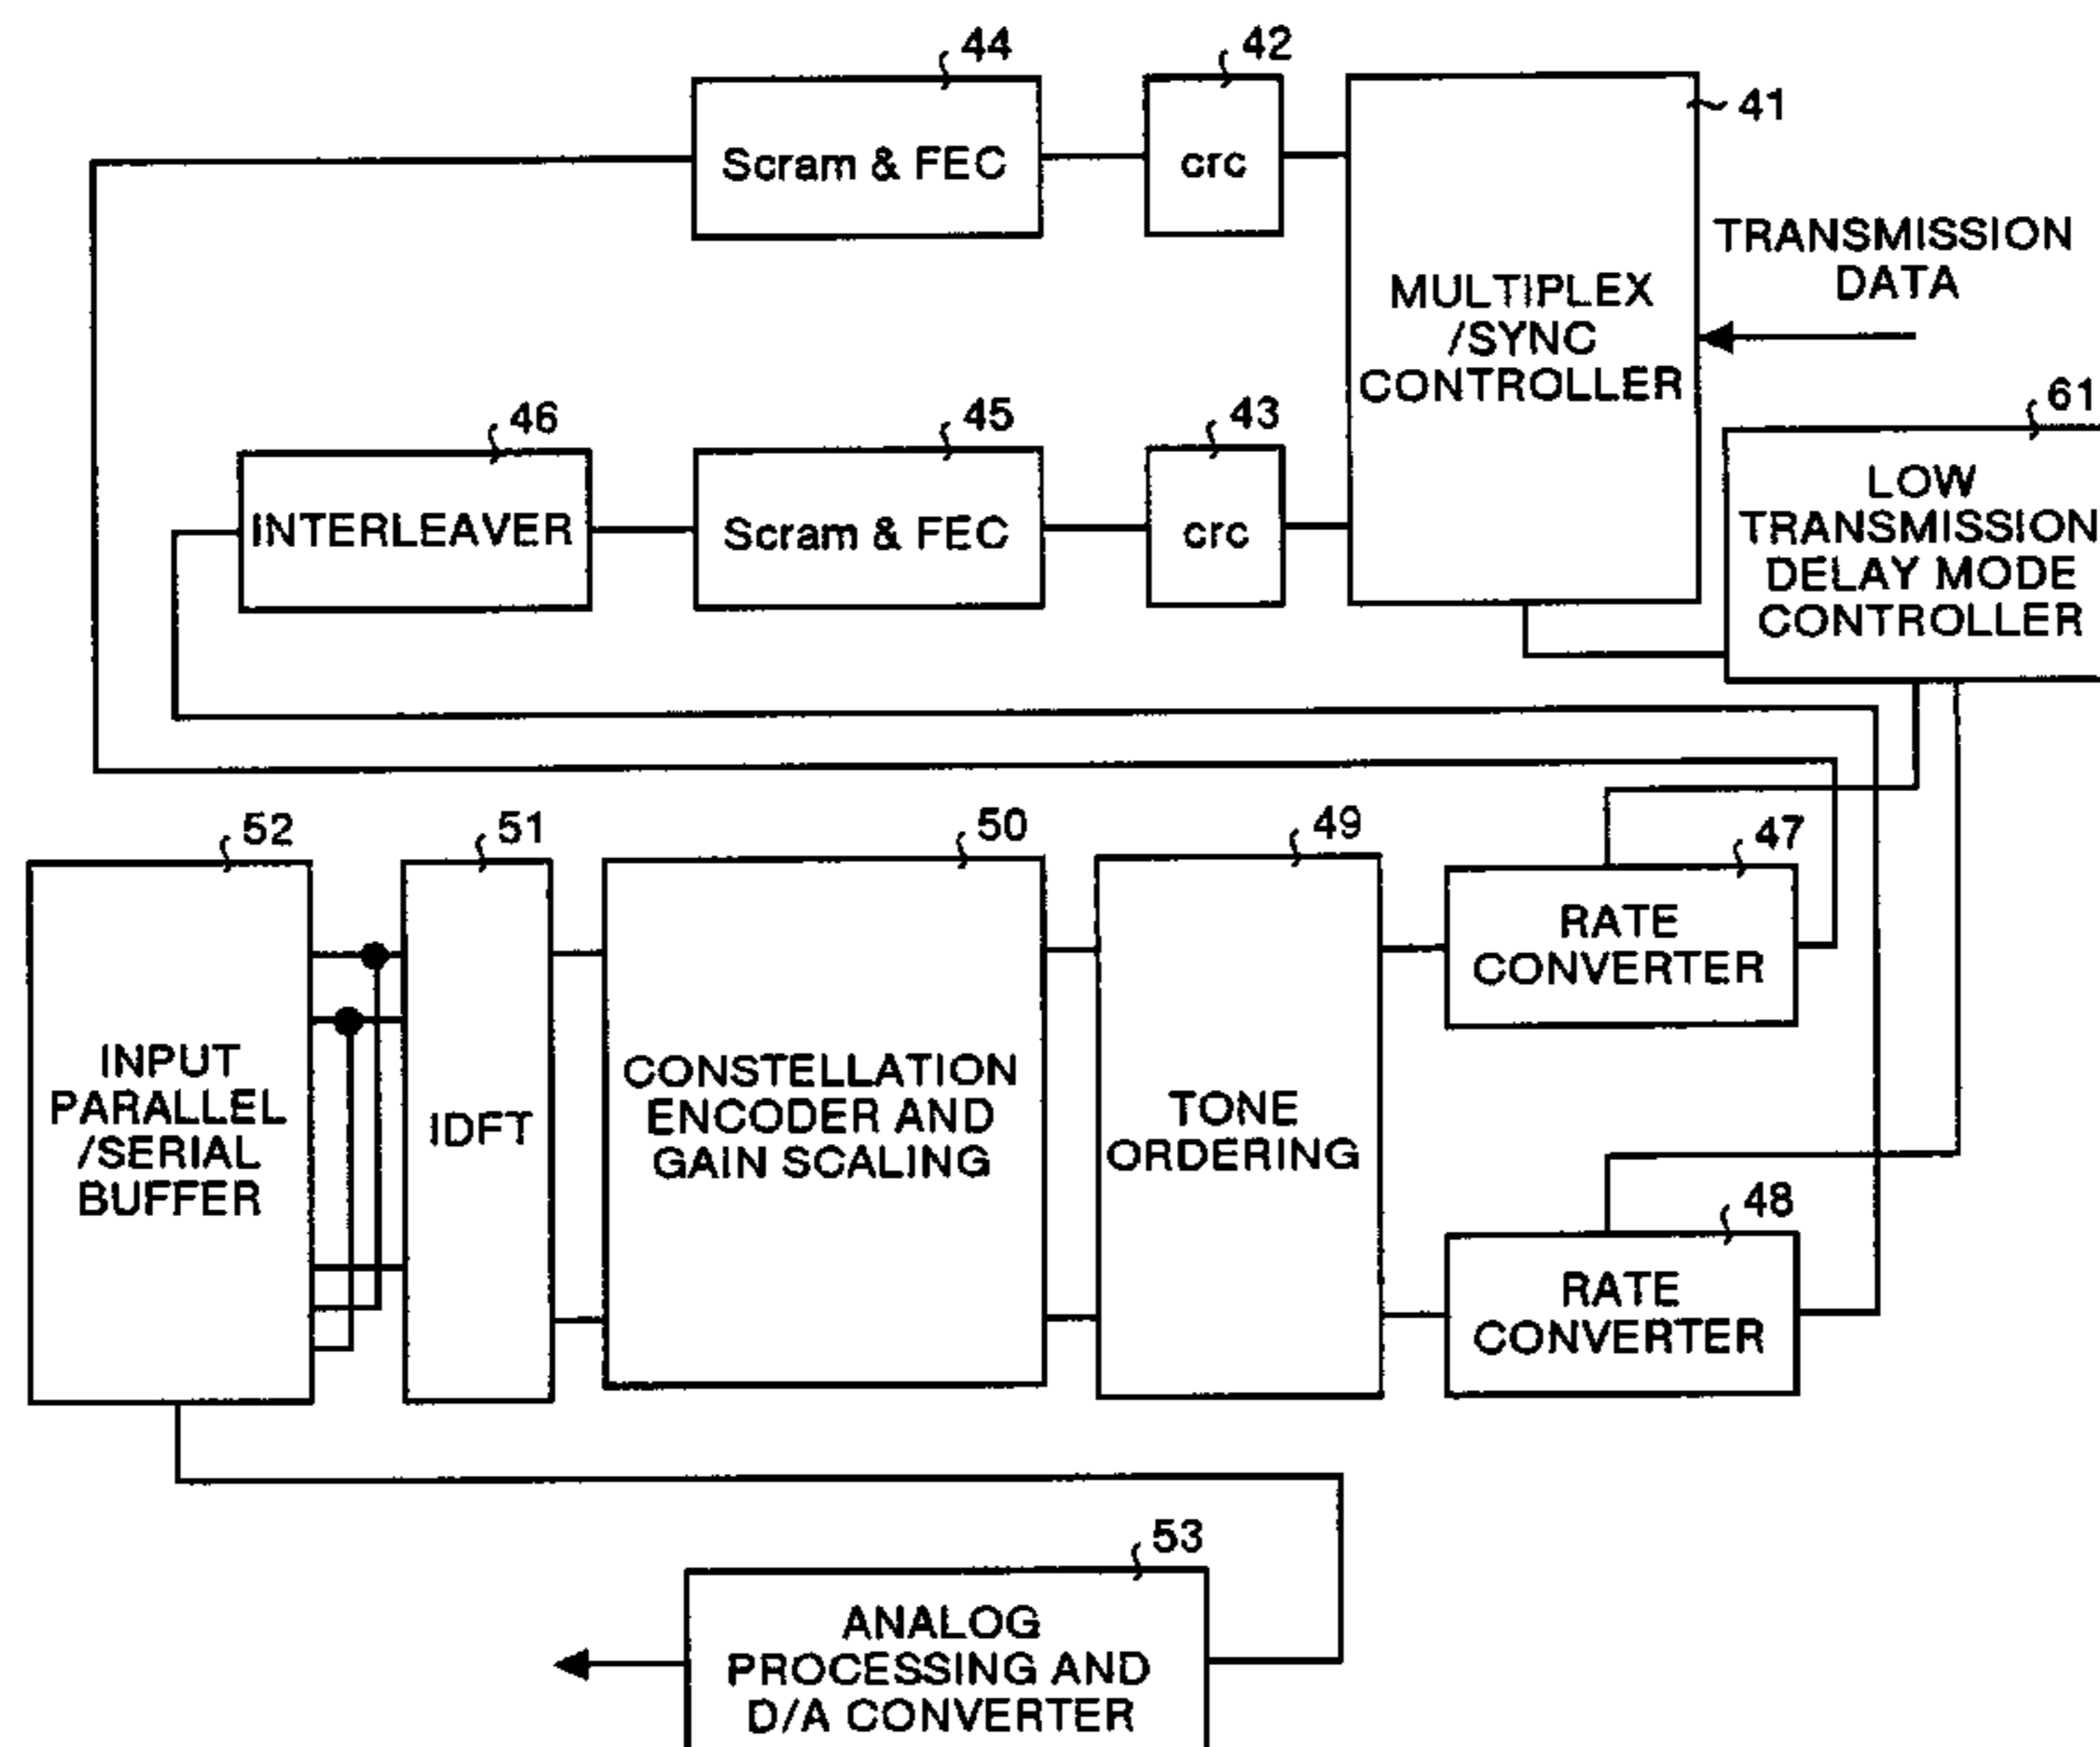 44
42
41
Scram & FEC
crc
MULTIPLEX
/SYNC
CONTROLLER
TRANSMISSION
DATA
46
45
43
61
INTERLEAVER
Scram & FEC
crc
LOW
TRANSMISSION
DELAY MODE
CONTROLLER
52
51
50
49
47
INPUT
PARALLEL
/SERIAL
BUFFER
IDFT
CONSTELLATION
ENCODER AND
GAIN SCALING
TONE
ORDERING
RATE
CONVERTER
48
RATE
CONVERTER
53
ANALOG
PROCESSING AND
D/A CONVERTER